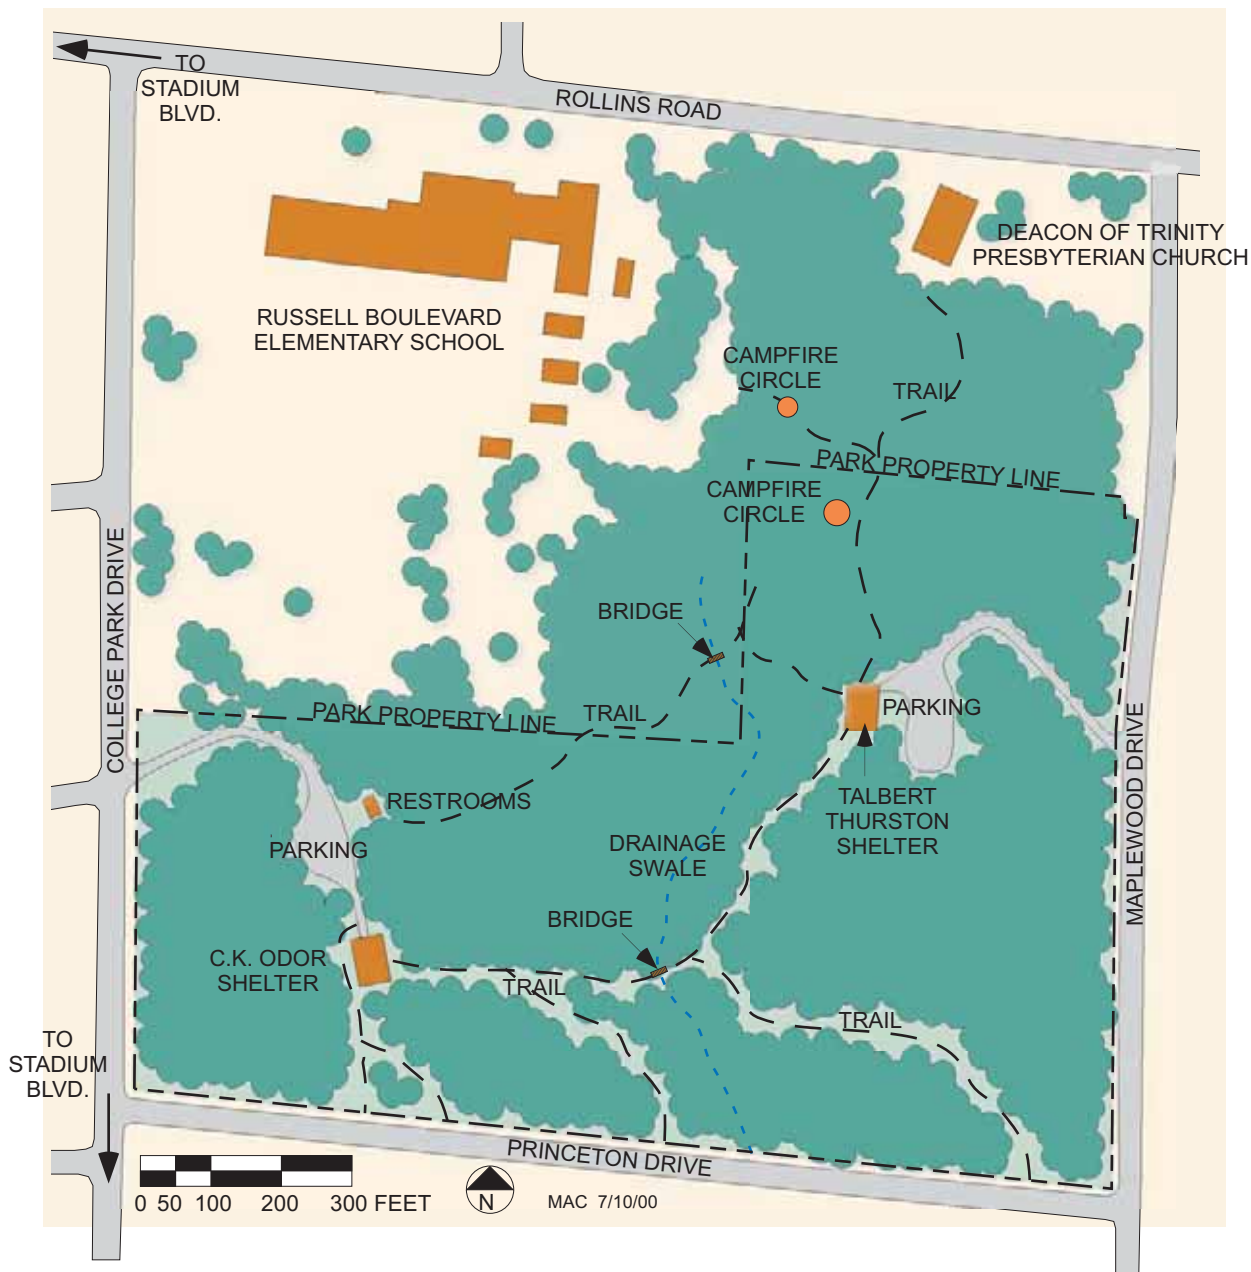 TO
STADIUM
BLVD.
ROLLINS ROAD
DEACON OF TRINITY
PRESBYTERIAN CHURCH
RUSSELL BOULEVARD
ELEMENTARY SCHOOL
CAMPFIRE
CIRCLE
TRAIL
PARK PROPERTY LINE
CAMPFIRE
CIRCLE
COLLEGE PARK DRIVE
BRIDGE
PARK PROPERTY LINE
TRAIL
PARKING
MAPLEWOOD DRIVE
RESTROOMS
TALBERT
THURSTON
SHELTER
PARKING
DRAINAGE
SWALE
BRIDGE
C.K. ODOR
SHELTER
TRAIL
TRAIL
TO
STADIUM
BLVD.
PRINCETON DRIVE
0 50 100 200 300 FEET
N
MAC 7/10/00